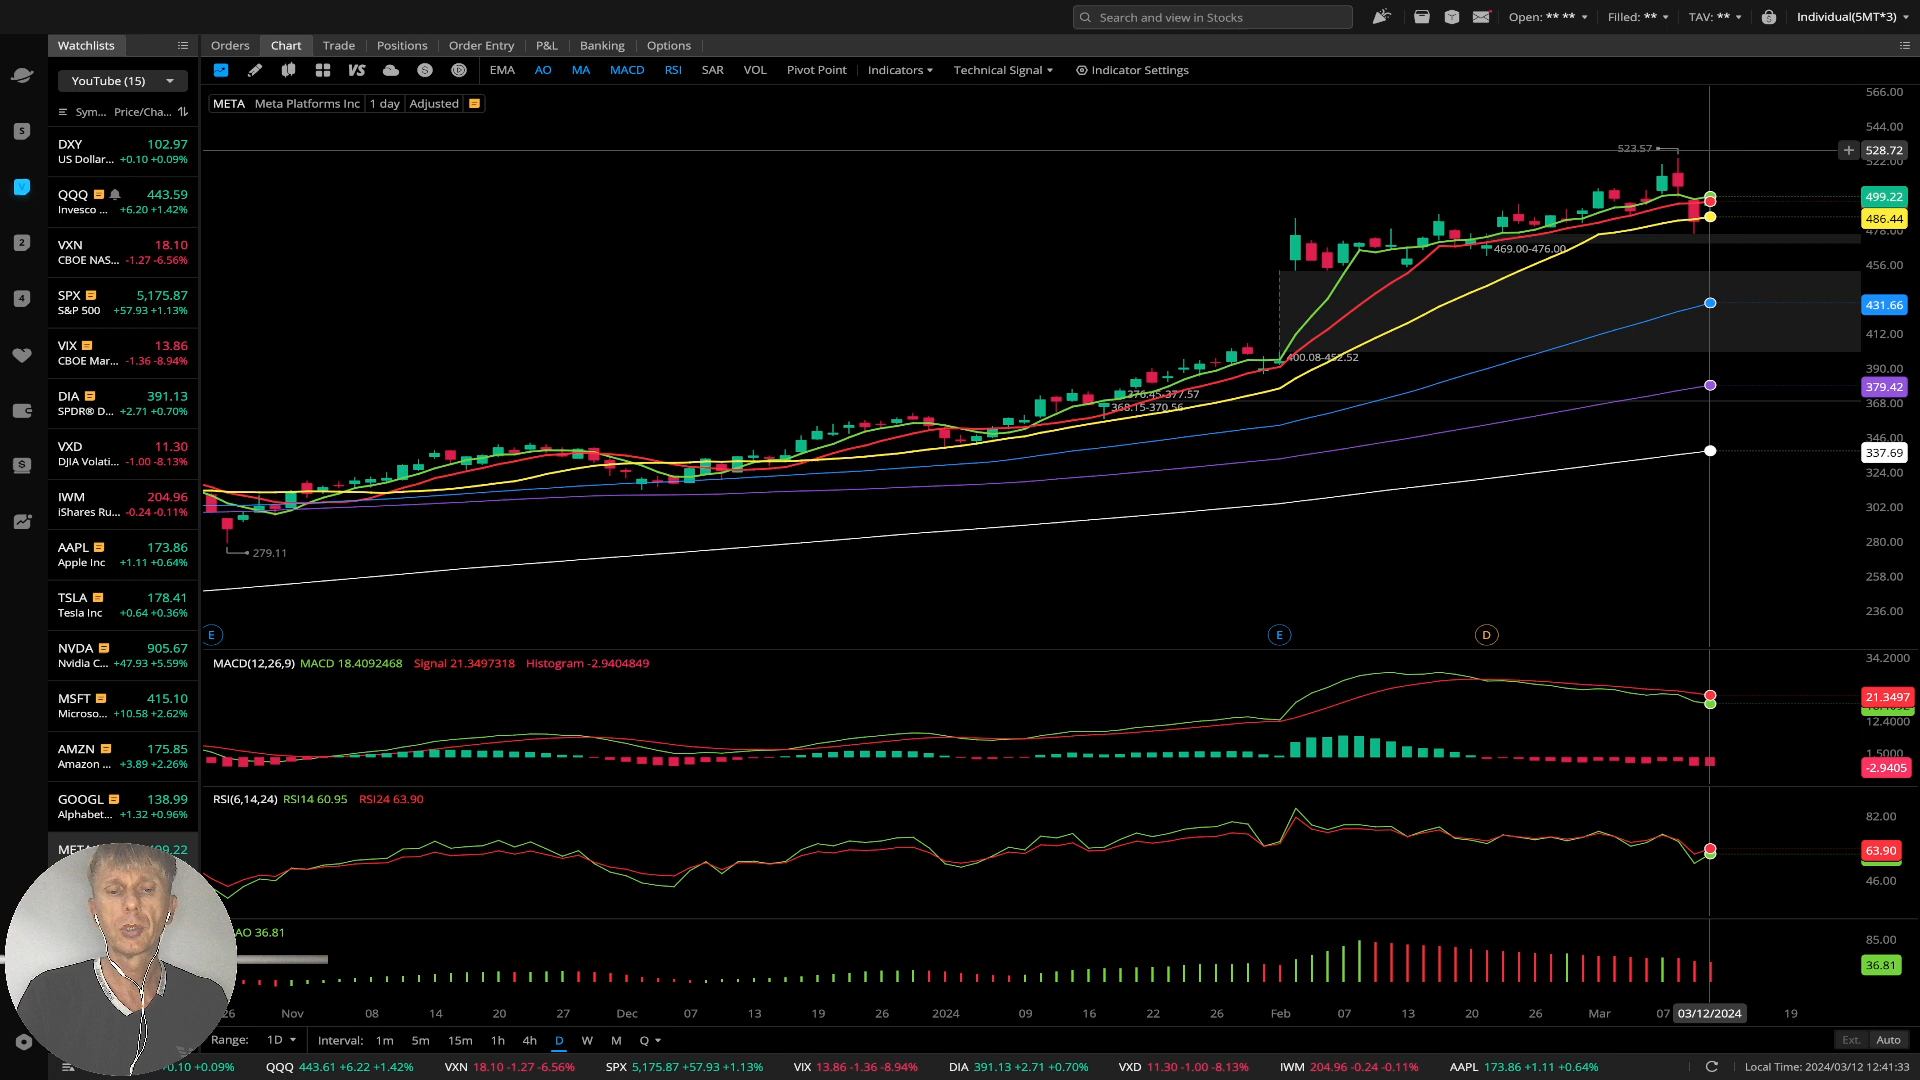 Search and view in Stocks
Open: ** **
Filled: **
TAV: **
Individual(5MT*3)
Watchlists
Orders Chart Trade Positions Order Entry P&L Banking Options
YouTube (15)
VS
S
EMA AO MA MACD RSI SAR VOL Pivot Point Indicators Technical Signal Indicator Settings
Sym... Price/Cha...
META Meta Platforms Inc 1 day Adjusted
DXY 102.97
US Dollar... +0.10 +0.09%
QQQ 443.59
Invesco ... +6.20 +1.42%
VXN 18.10
CBOE NAS... -1.27 -6.56%
SPX 5,175.87
S&P 500 +57.93 +1.13%
VIX 13.86
CBOE Mar... -1.36 -8.94%
DIA 391.13
SPDR® D... +2.71 +0.70%
VXD 11.30
DJIA Volati... -1.00 -8.13%
IWM 204.96
iShares Ru... -0.24 -0.11%
AAPL 173.86
Apple Inc +1.11 +0.64%
TSLA 178.41
Tesla Inc +0.64 +0.36%
NVDA 905.67
Nvidia C... +47.93 +5.59%
MSFT 415.10
Microso... +10.58 +2.62%
AMZN 175.85
Amazon ... +3.89 +2.26%
GOOGL 138.99
Alphabet... +1.32 +0.96%
S
2
4
566.00
544.00
528.72
522.00
499.22
486.44
478.00
456.00
431.66
412.00
390.00
379.42
368.00
346.00
337.69
324.00
302.00
280.00
258.00
236.00
523.57
469.00-476.00
400.08-452.52
376.45-377.57
368.15-370.56
279.11
E
E
D
MACD(12,26,9) MACD 18.4092468 Signal 21.3497318 Histogram -2.9404849
34.2000
21.3497
12.4000
1.5000
-2.9405
RSI(6,14,24) RSI14 60.95 RSI24 63.90
82.00
63.90
46.00
AO 36.81
85.00
36.81
26 Nov 08 14 20 27 Dec 07 13 19 26 2024 09 16 22 26 Feb 07 13 20 26 Mar 07 03/12/2024 19
Range: 1D Interval: 1m 5m 15m 1h 4h D W M Q
Ext. Auto
+0.09% QQQ 443.61 +6.22 +1.42% VXN 18.10 -1.27 -6.56% SPX 5,175.87 +57.93 +1.13% VIX 13.86 -1.36 -8.94% DIA 391.13 +2.71 +0.70% VXD 11.30 -1.00 -8.13% IWM 204.96 -0.24 -0.11% AAPL 173.86 +1.11 +0.64%
Local Time: 2024/03/12 12:41:33